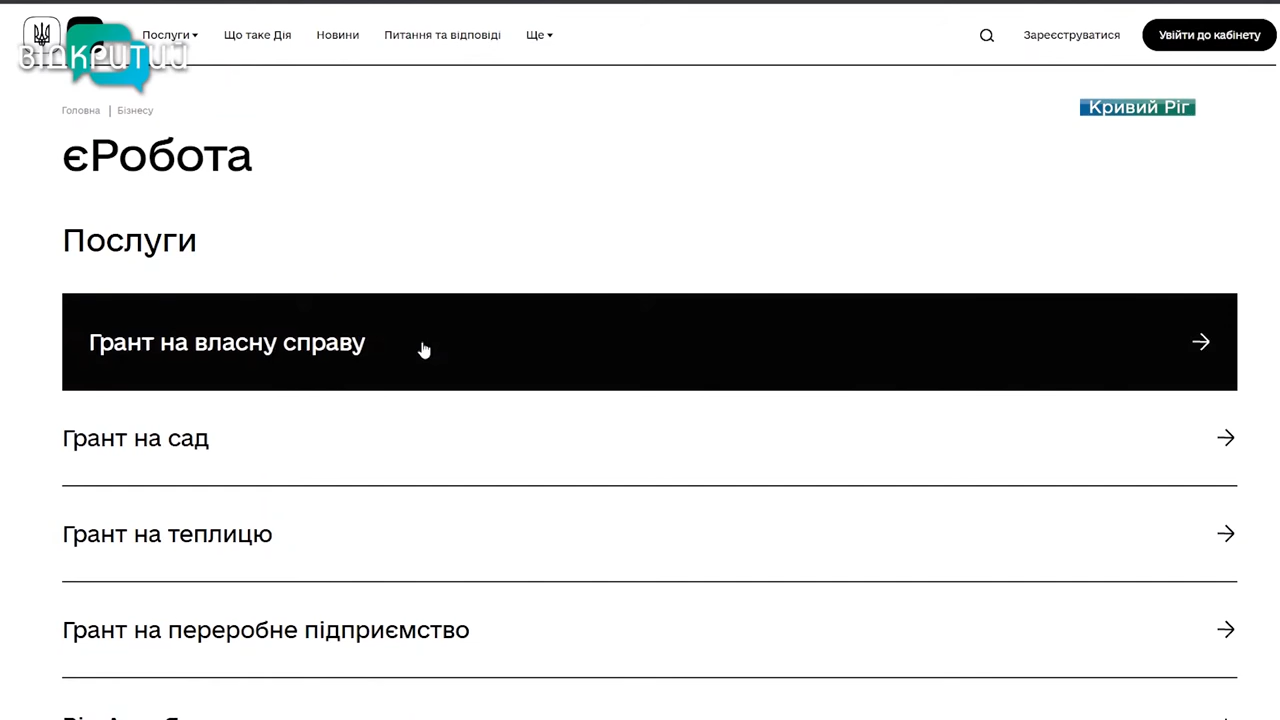 Послуги
Що таке Дія
Новини
Питання та відповіді
Ще
Зареєструватися
Увійти до кабінету
ВІДКРИТИЙ
Головна | Бізнесу
Кривий Ріг
єРобота
Послуги
Грант на власну справу
Грант на сад
Грант на теплицю
Грант на переробне підприємство